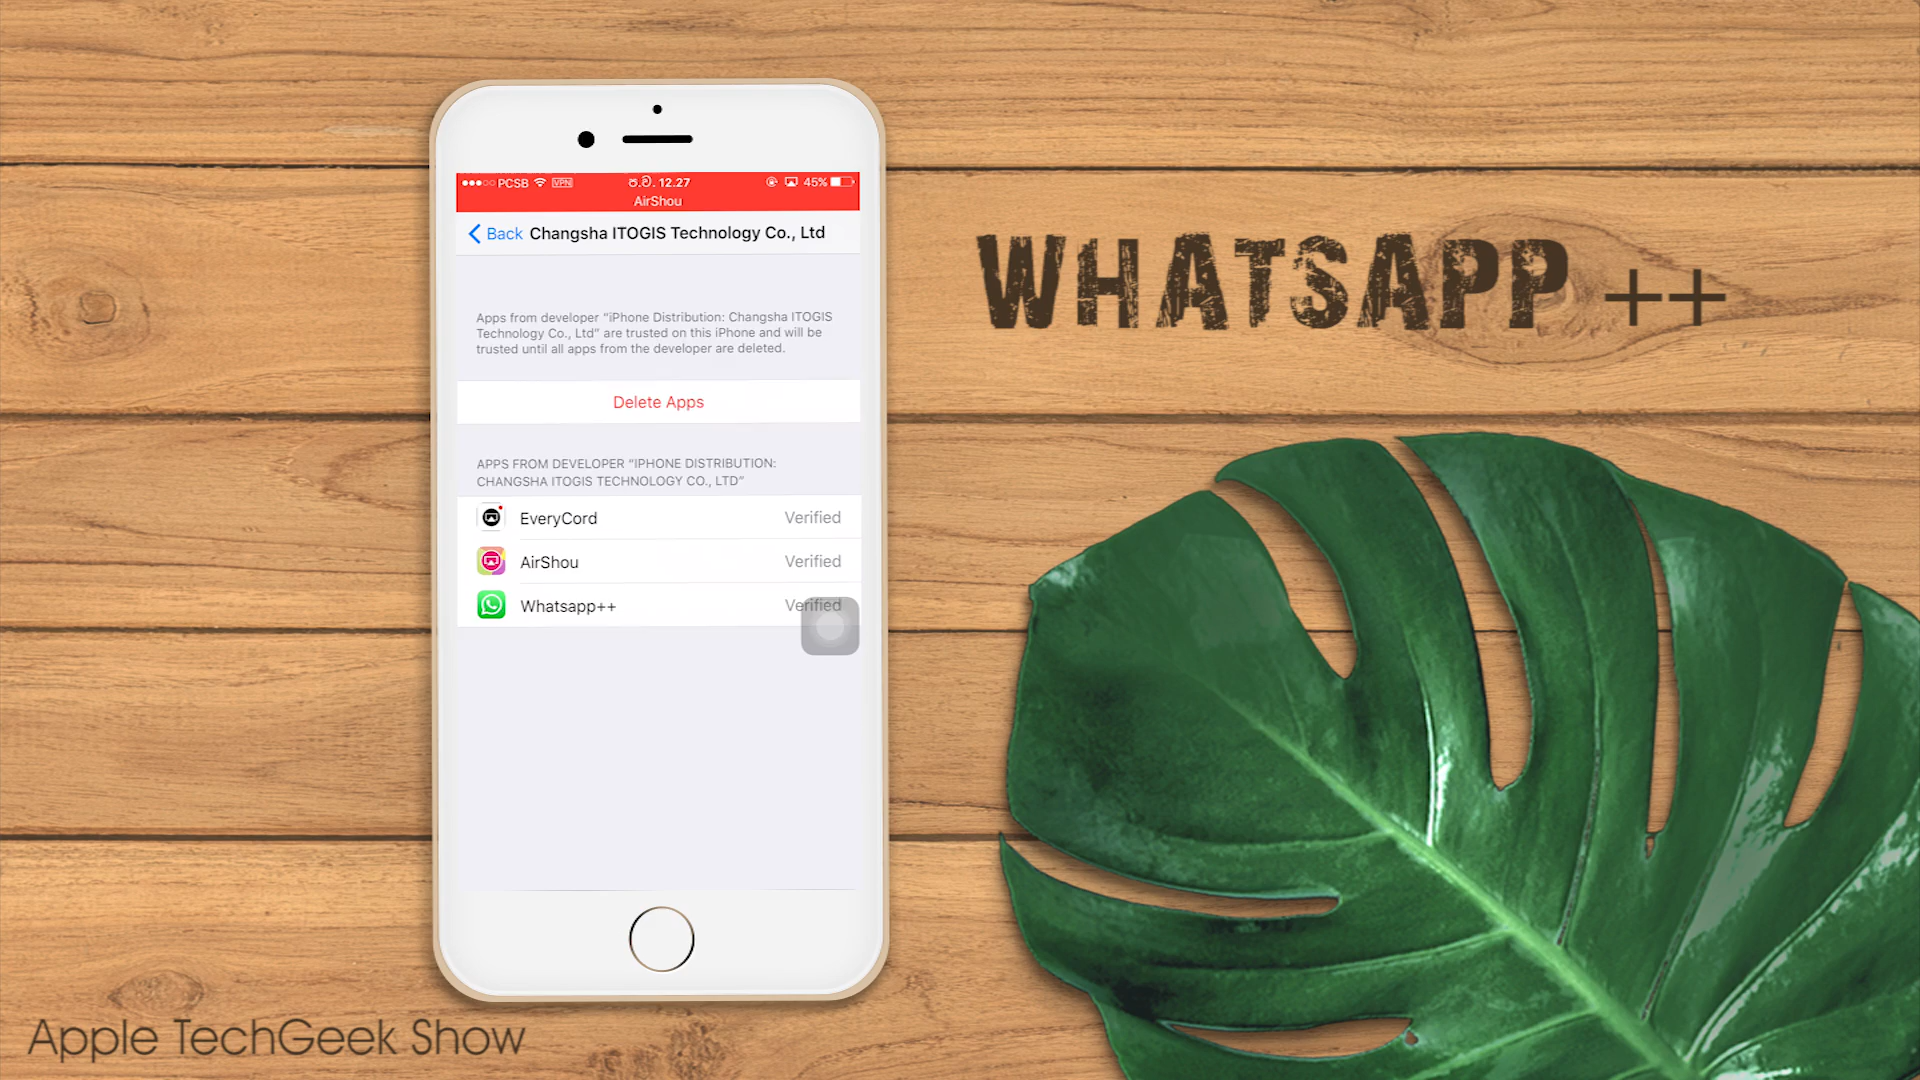 PCSB VPN ප.ව. 12.27 45%
AirShou
Back Changsha ITOGIS Technology Co., Ltd
WHATSAPP ++
Apps from developer “iPhone Distribution: Changsha ITOGIS
Technology Co., Ltd” are trusted on this iPhone and will be
trusted until all apps from the developer are deleted.
Delete Apps
APPS FROM DEVELOPER “IPHONE DISTRIBUTION:
CHANGSHA ITOGIS TECHNOLOGY CO., LTD”
EveryCord Verified
AirShou Verified
Whatsapp++ Verified
Apple TechGeek Show